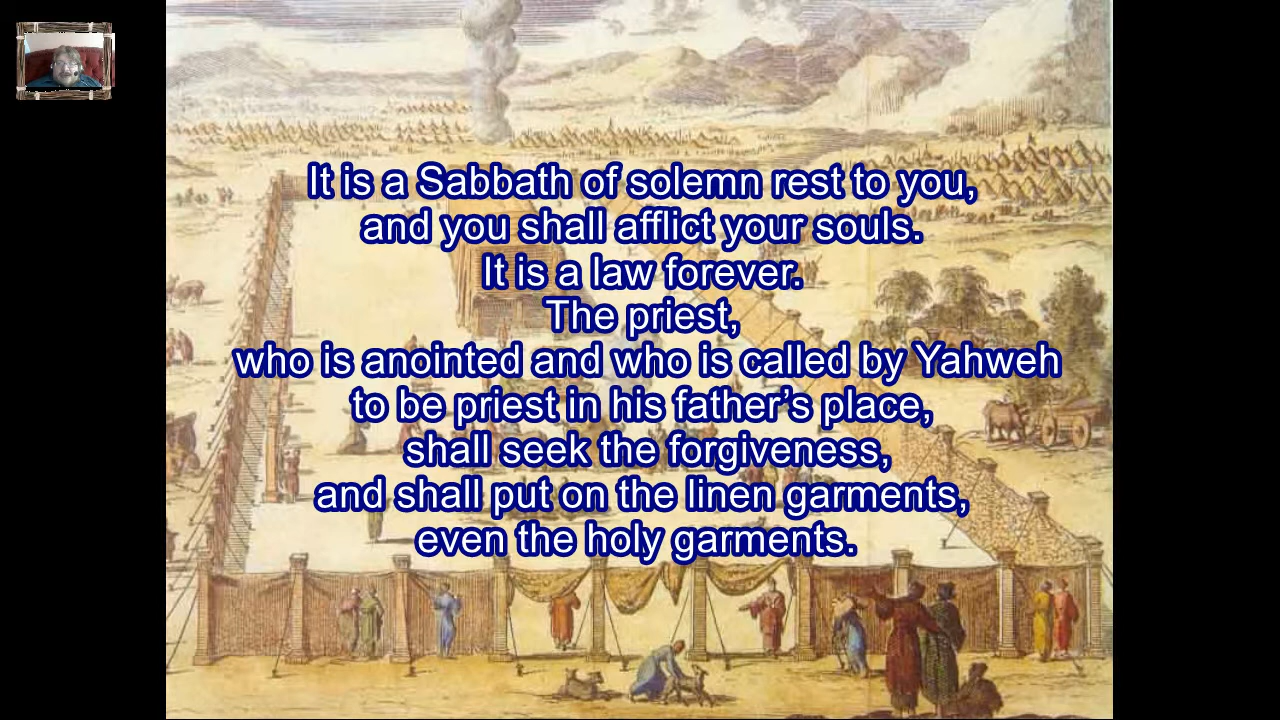 It is a Sabbath of solemn rest to you,
and you shall afflict your souls.
It is a law forever.
The priest,
who is anointed and who is called by Yahweh
to be priest in his father’s place,
shall seek the forgiveness,
and shall put on the linen garments,
even the holy garments.